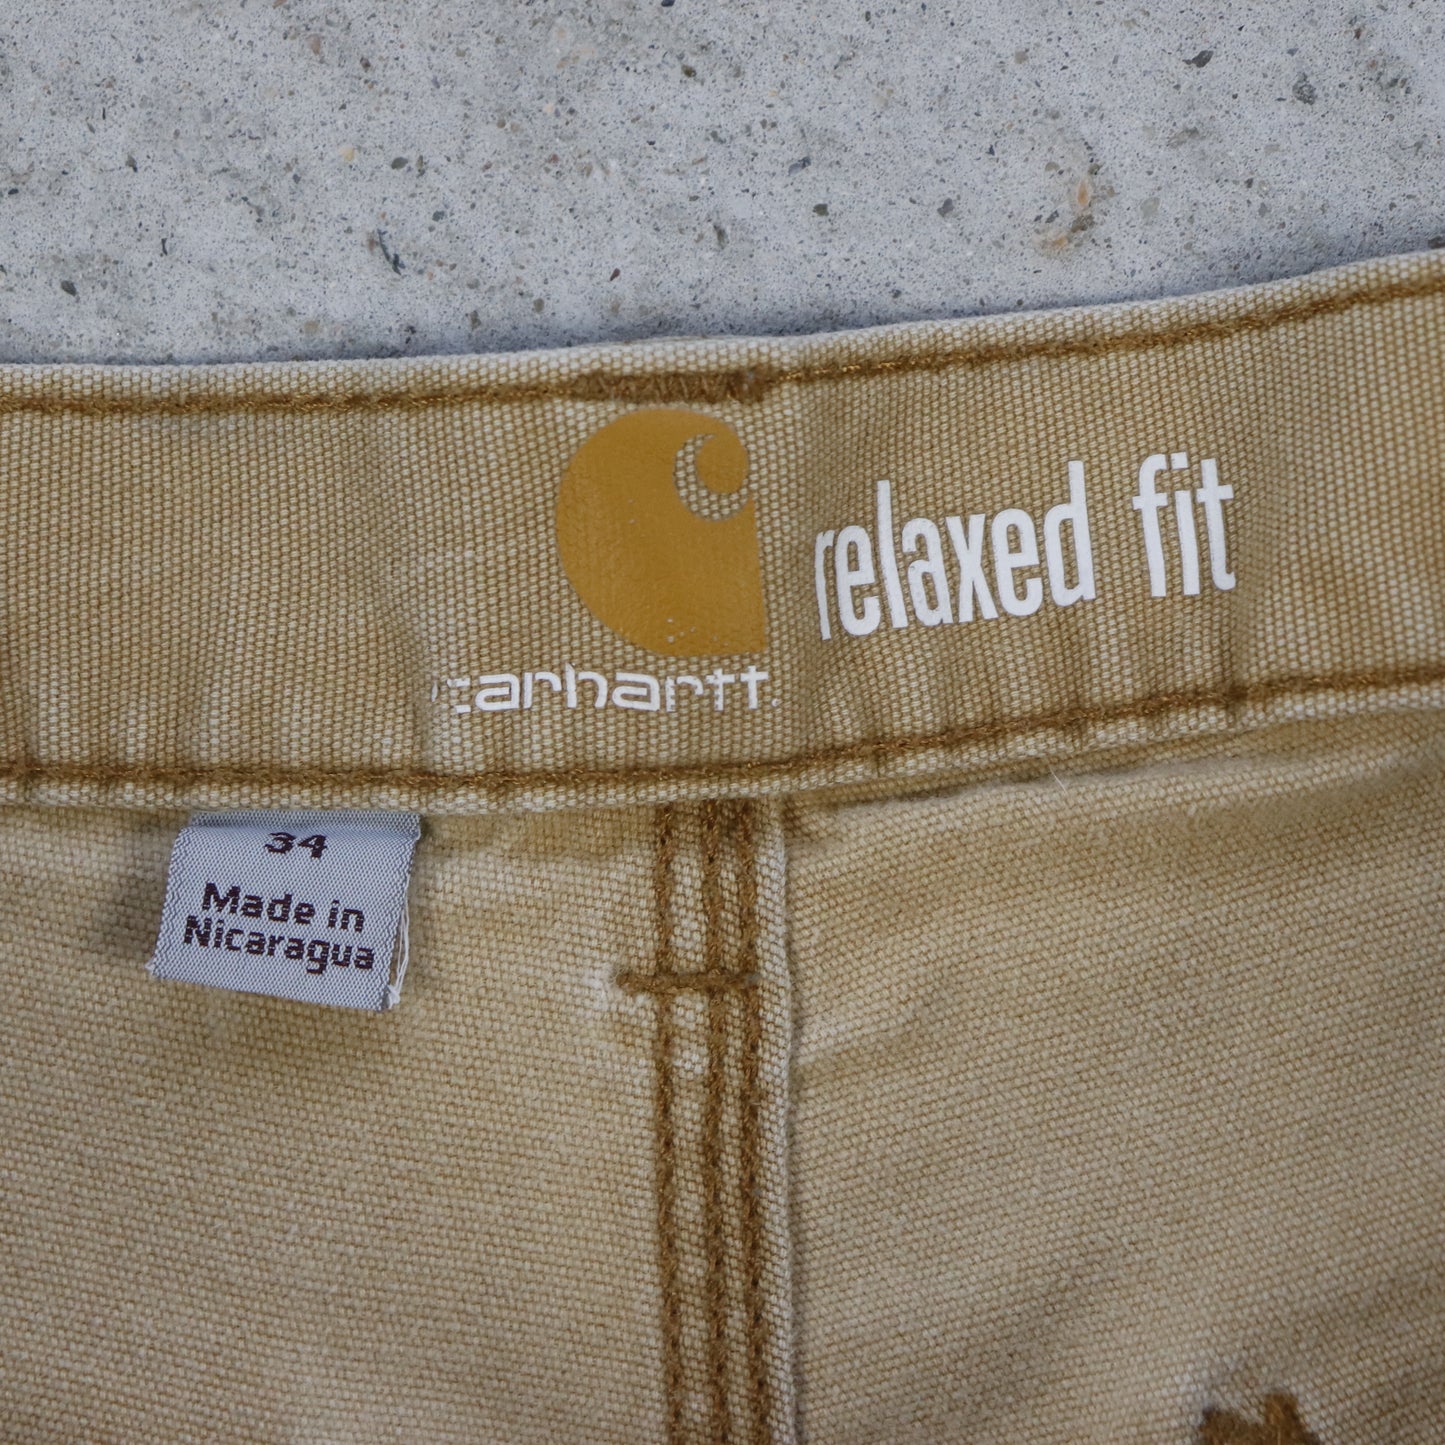 relaxed fit
carhartt.
34
Made in
Nicaragua